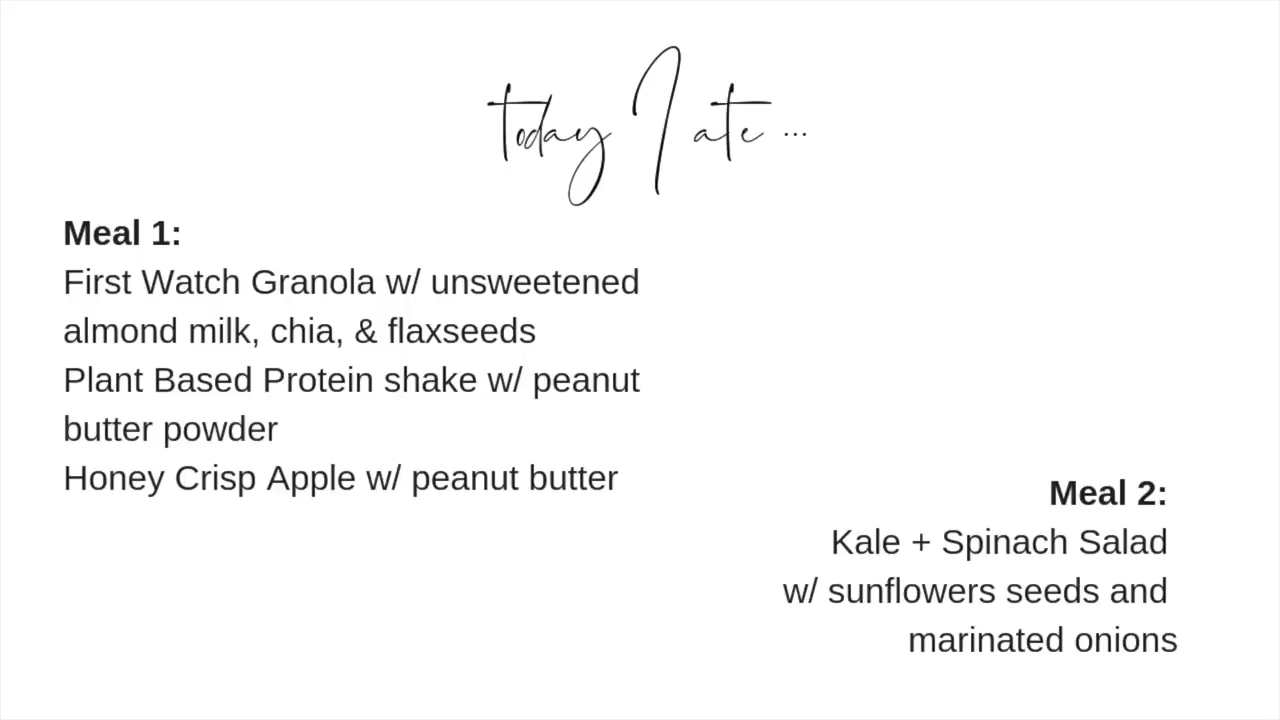 today I ate ...
Meal 1:
First Watch Granola w/ unsweetened
almond milk, chia, & flaxseeds
Plant Based Protein shake w/ peanut
butter powder
Honey Crisp Apple w/ peanut butter
Meal 2:
Kale + Spinach Salad
w/ sunflowers seeds and
marinated onions